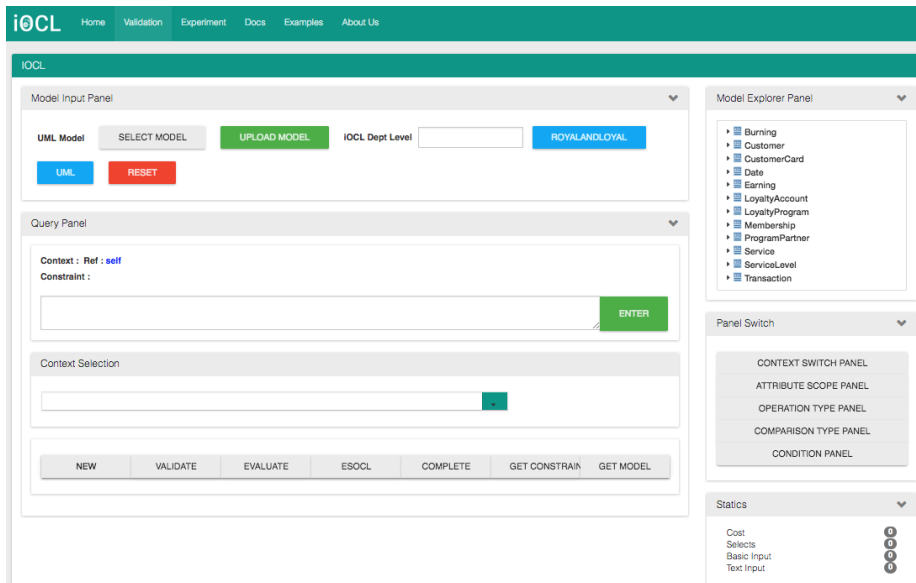 iOCL Home Validation Experiment Docs Examples About Us
IOCL
Model Input Panel
UML Model SELECT MODEL UPLOAD MODEL iOCL Dept Level ROYALANDLOYAL
UML RESET
Query Panel
Context : Ref : self
Constraint :
ENTER
Context Selection
NEW VALIDATE EVALUATE ESOCL COMPLETE GET CONSTRAIN GET MODEL
Model Explorer Panel
Burning
Customer
CustomerCard
Date
Earning
LoyaltyAccount
LoyaltyProgram
Membership
ProgramPartner
Service
ServiceLevel
Transaction
Panel Switch
CONTEXT SWITCH PANEL
ATTRIBUTE SCOPE PANEL
OPERATION TYPE PANEL
COMPARISON TYPE PANEL
CONDITION PANEL
Statics
Cost 0
Selects 0
Basic Input 0
Text Input 0